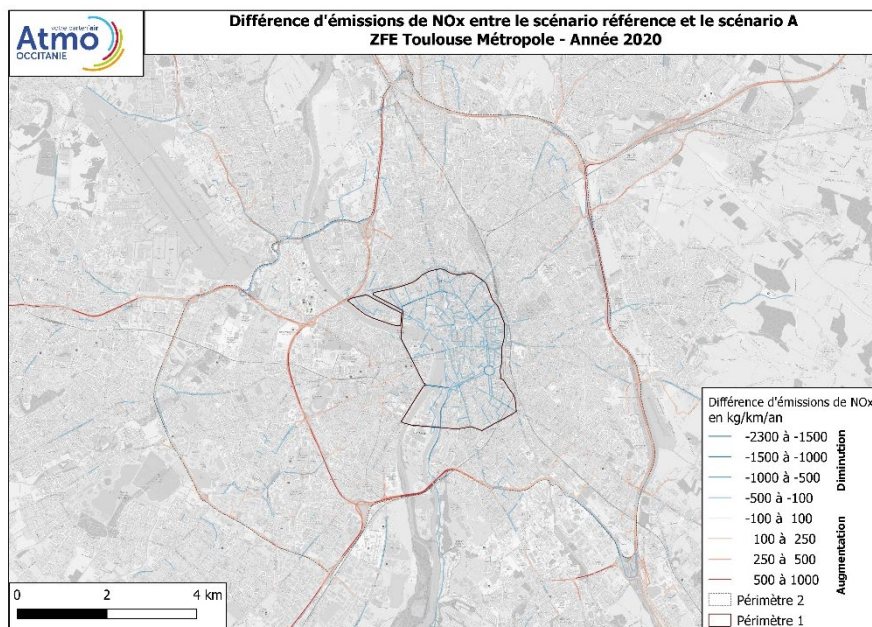 votre parten'air
Atmo
OCCITANIE
Différence d'émissions de NOx entre le scénario référence et le scénario A
ZFE Toulouse Métropole - Année 2020
Différence d'émissions de NOx
en kg/km/an
-2300 à -1500
-1500 à -1000
-1000 à -500
-500 à -100
-100 à 100
100 à 250
250 à 500
500 à 1000
Diminution
Augmentation
Périmètre 2
Périmètre 1
0 2 4 km